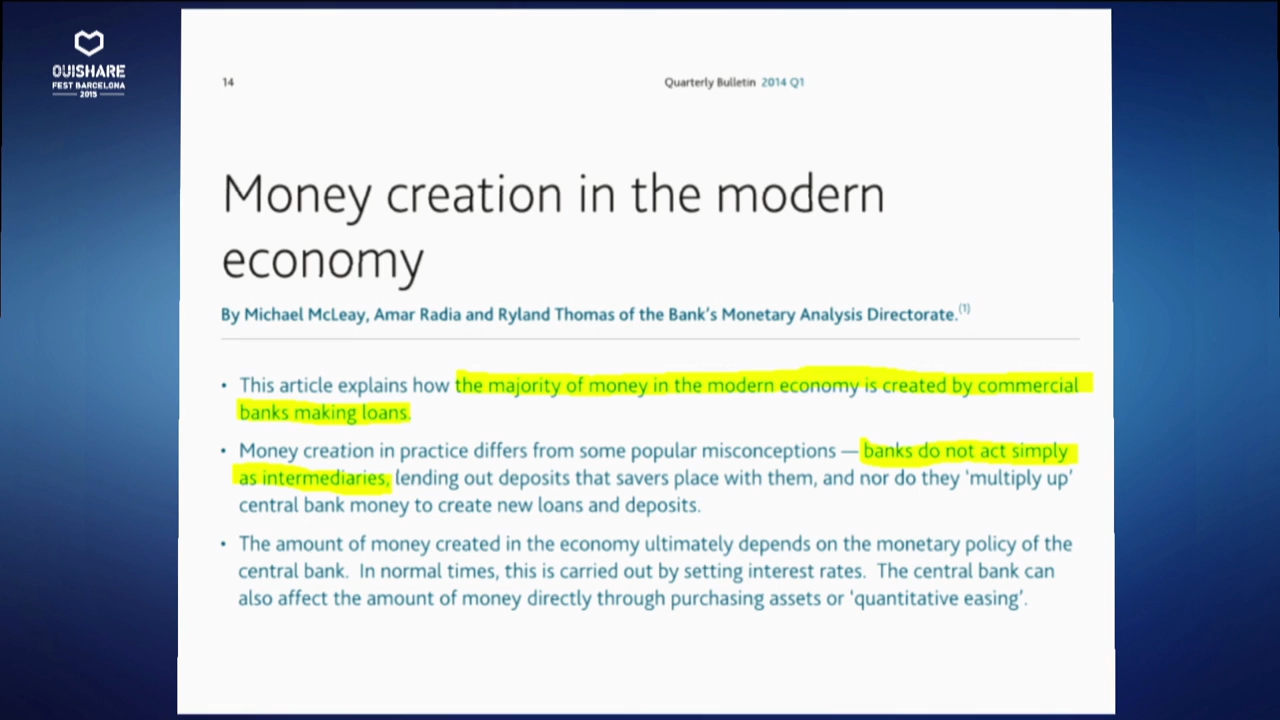 OUISHARE
FEST BARCELONA
2015
14
Quarterly Bulletin 2014 Q1
Money creation in the modern
economy
By Michael McLeay, Amar Radia and Ryland Thomas of the Bank's Monetary Analysis Directorate.(1)
• This article explains how the majority of money in the modern economy is created by commercial
banks making loans.
• Money creation in practice differs from some popular misconceptions — banks do not act simply
as intermediaries, lending out deposits that savers place with them, and nor do they 'multiply up'
central bank money to create new loans and deposits.
• The amount of money created in the economy ultimately depends on the monetary policy of the
central bank. In normal times, this is carried out by setting interest rates. The central bank can
also affect the amount of money directly through purchasing assets or 'quantitative easing'.